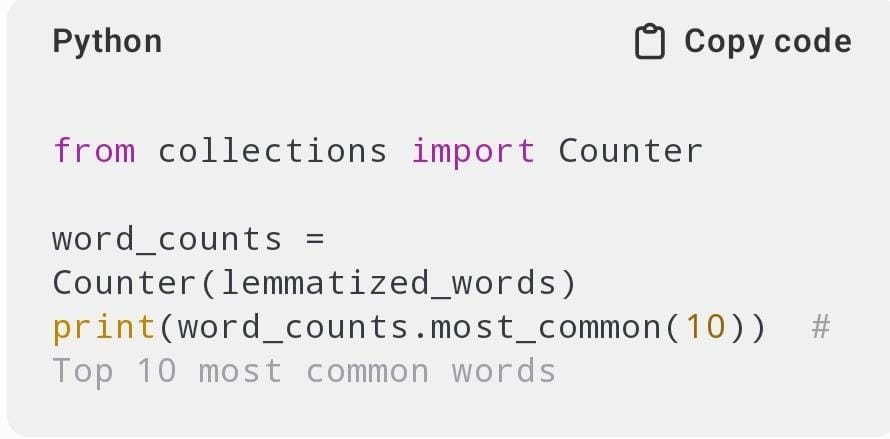 Python
Copy code
from collections import Counter
word_counts =
Counter(lemmatized_words)
print(word_counts.most_common(10))  #
Top 10 most common words